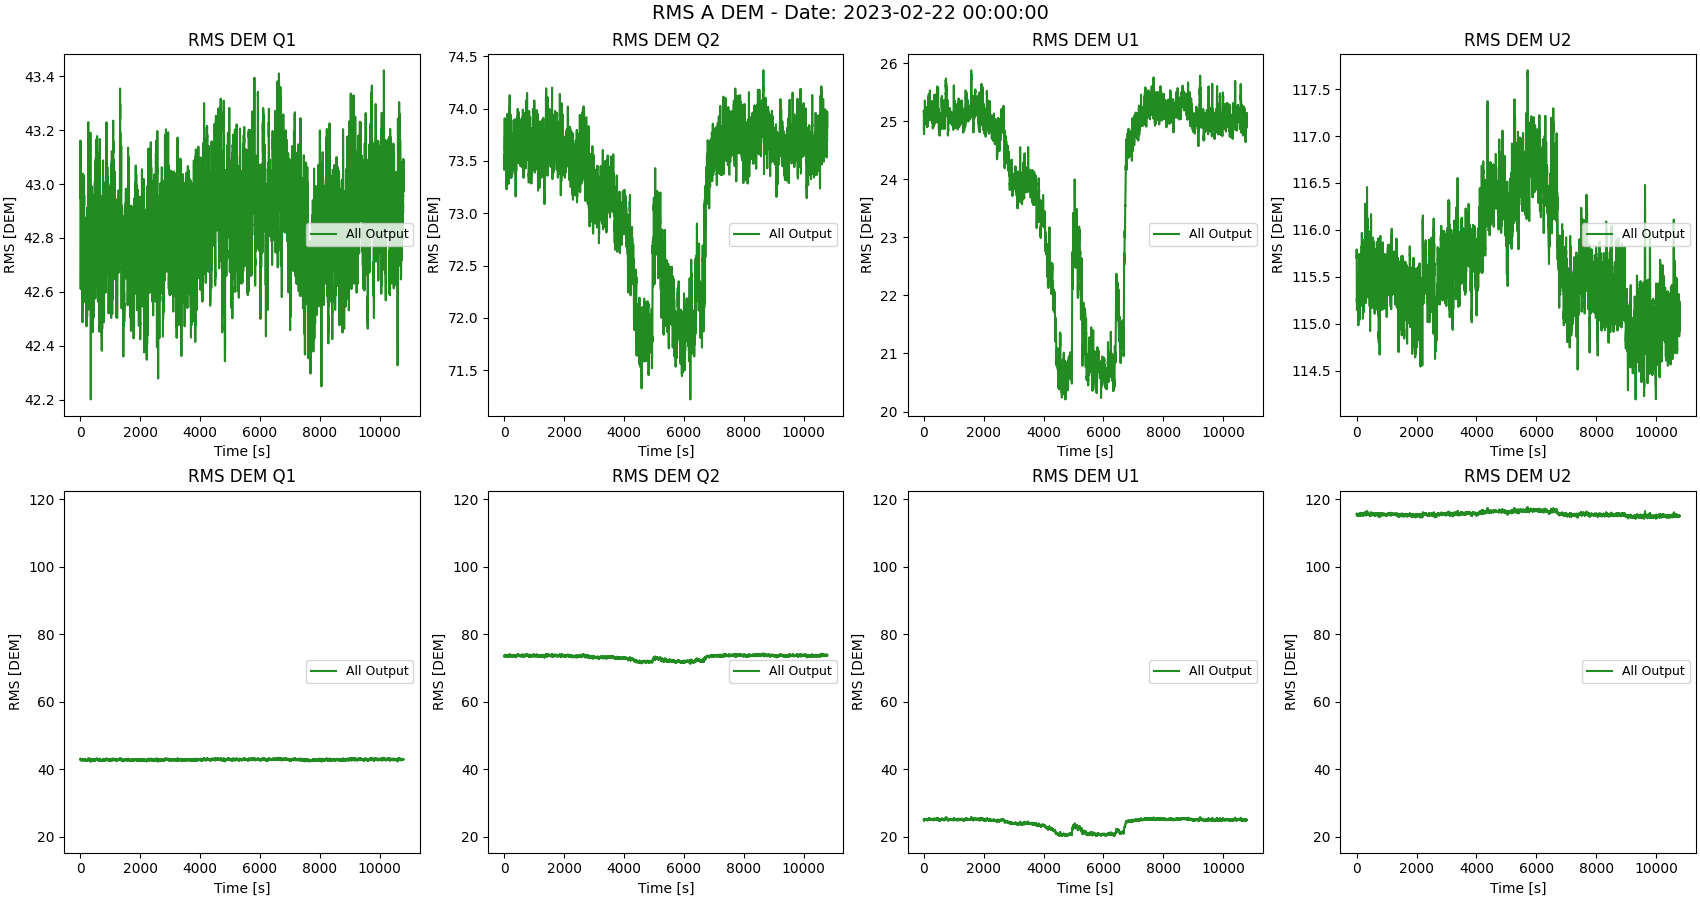 RMS A DEM - Date: 2023-02-22 00:00:00
RMS DEM Q1
RMS [DEM]
43.4
43.2
43.0
42.8
42.6
42.4
42.2
0 2000 4000 6000 8000 10000
Time [s]
All Output
RMS DEM Q2
RMS [DEM]
74.5
74.0
73.5
73.0
72.5
72.0
71.5
0 2000 4000 6000 8000 10000
Time [s]
All Output
RMS DEM U1
RMS [DEM]
26
25
24
23
22
21
20
0 2000 4000 6000 8000 10000
Time [s]
All Output
RMS DEM U2
RMS [DEM]
117.5
117.0
116.5
116.0
115.5
115.0
114.5
0 2000 4000 6000 8000 10000
Time [s]
All Output
RMS DEM Q1
RMS [DEM]
120
100
80
60
40
20
0 2000 4000 6000 8000 10000
Time [s]
All Output
RMS DEM Q2
RMS [DEM]
120
100
80
60
40
20
0 2000 4000 6000 8000 10000
Time [s]
All Output
RMS DEM U1
RMS [DEM]
120
100
80
60
40
20
0 2000 4000 6000 8000 10000
Time [s]
All Output
RMS DEM U2
RMS [DEM]
120
100
80
60
40
20
0 2000 4000 6000 8000 10000
Time [s]
All Output